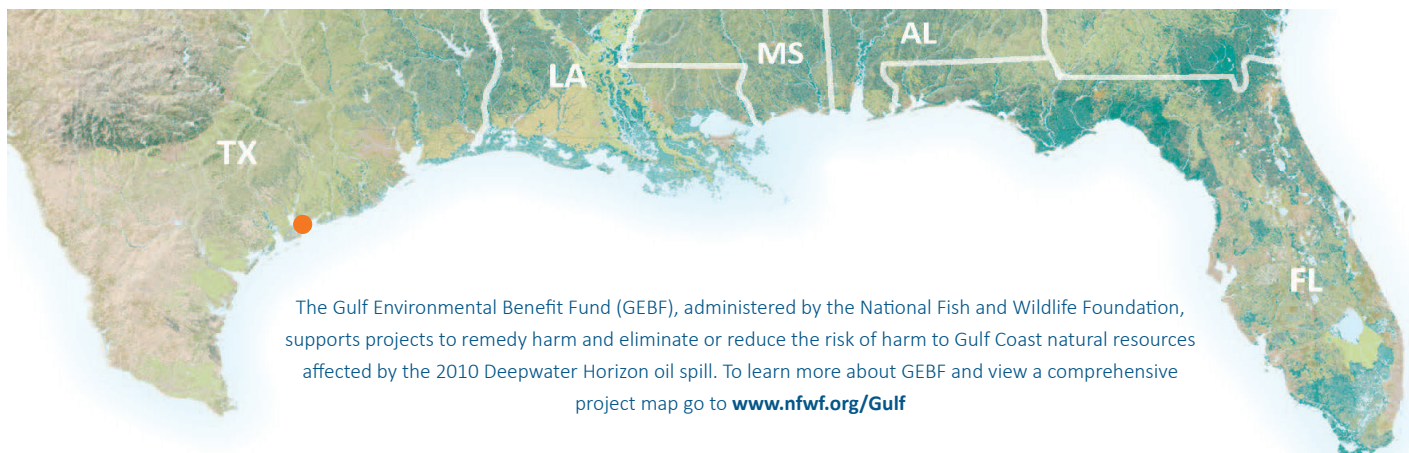 AL
MS
LA
TX
FL
The Gulf Environmental Benefit Fund (GEBF), administered by the National Fish and Wildlife Foundation,
supports projects to remedy harm and eliminate or reduce the risk of harm to Gulf Coast natural resources
affected by the 2010 Deepwater Horizon oil spill. To learn more about GEBF and view a comprehensive
project map go to www.nfwf.org/Gulf